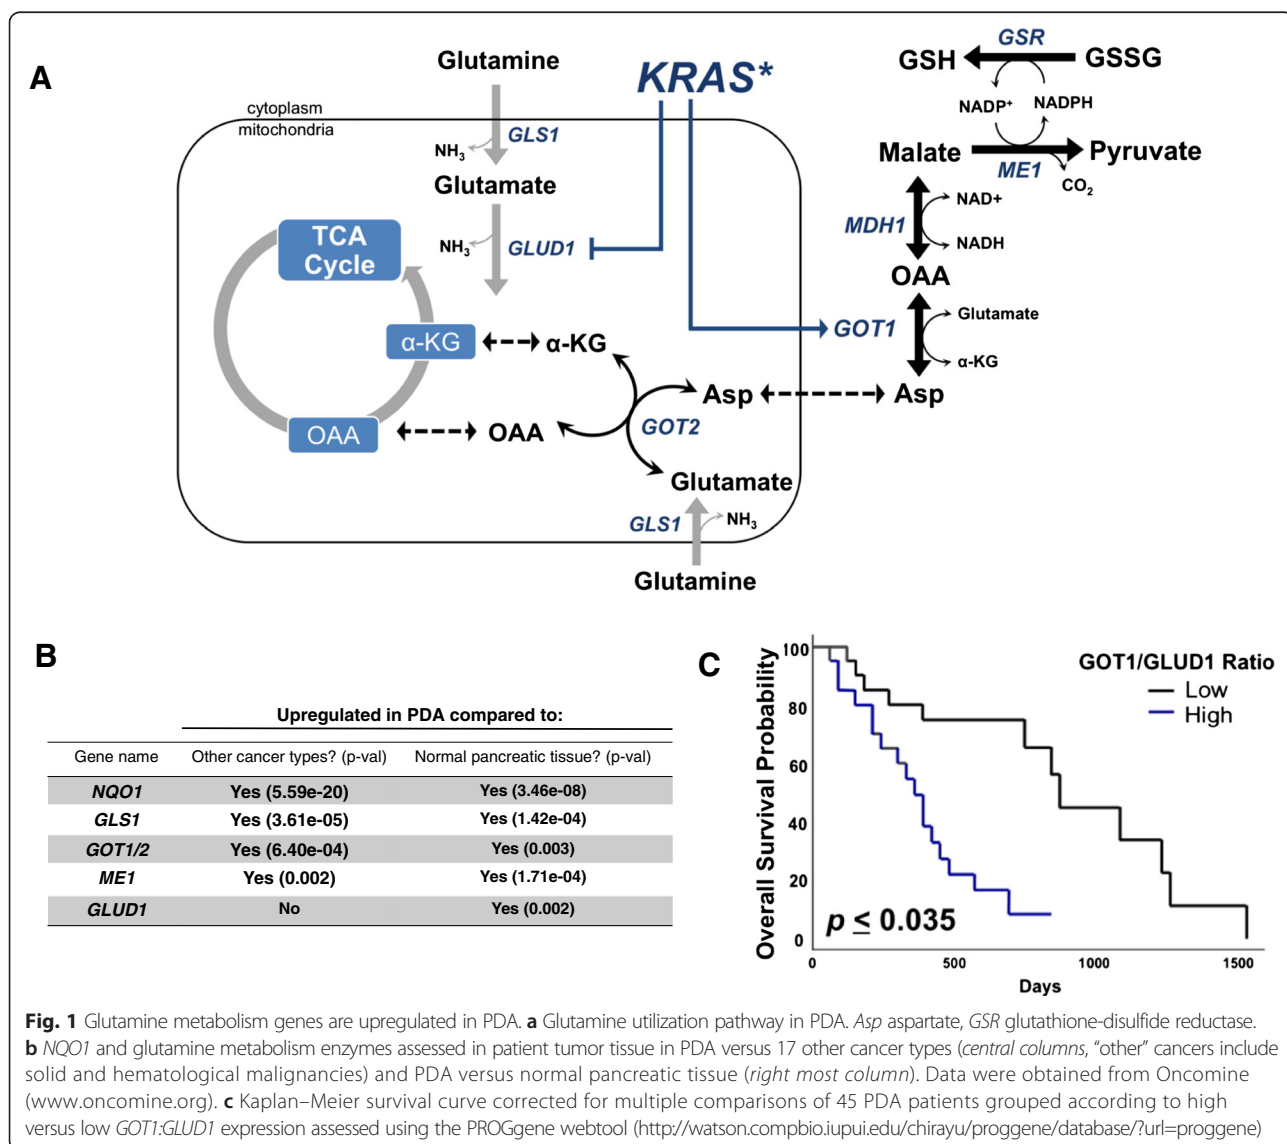 A
Glutamine
KRAS*
GSR
GSH
GSSG
NADP+
NADPH
cytoplasm
mitochondria
GLS1
NH3
Malate
Pyruvate
ME1
CO2
Glutamate
NAD+
MDH1
NADH
TCA
Cycle
NH3
GLUD1
OAA
Glutamate
GOT1
α-KG
α-KG
α-KG
Asp
Asp
OAA
OAA
GOT2
Glutamate
GLS1
NH3
Glutamine
B
Upregulated in PDA compared to:
Gene name Other cancer types? (p-val) Normal pancreatic tissue? (p-val)
NQO1 Yes (5.59e-20) Yes (3.46e-08)
GLS1 Yes (3.61e-05) Yes (1.42e-04)
GOT1/2 Yes (6.40e-04) Yes (0.003)
ME1 Yes (0.002) Yes (1.71e-04)
GLUD1 No Yes (0.002)
C
Overall Survival Probability
100
80
60
40
20
0
GOT1/GLUD1 Ratio
Low
High
p ≤ 0.035
0 500 1000 1500
Days
Fig. 1 Glutamine metabolism genes are upregulated in PDA. a Glutamine utilization pathway in PDA. Asp aspartate, GSR glutathione-disulfide reductase.
b NQO1 and glutamine metabolism enzymes assessed in patient tumor tissue in PDA versus 17 other cancer types (central columns, “other” cancers include
solid and hematological malignancies) and PDA versus normal pancreatic tissue (right most column). Data were obtained from Oncomine
(www.oncomine.org). c Kaplan–Meier survival curve corrected for multiple comparisons of 45 PDA patients grouped according to high
versus low GOT1:GLUD1 expression assessed using the PROGgene webtool (http://watson.compbio.iupui.edu/chirayu/proggene/database/?url=proggene)